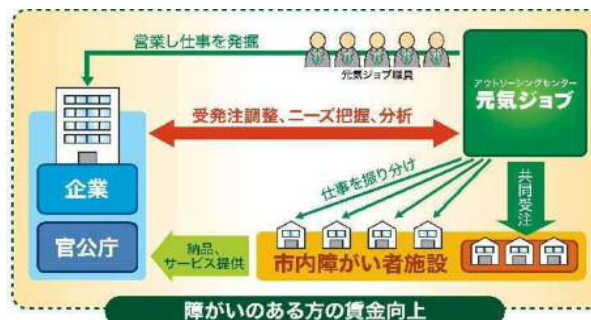 営業し仕事を発掘
元気ジョブ職員
アウトソーシングセンター
元気ジョブ
受発注調整、ニーズ把握、分析
企業
官公庁
仕事を振り分け
共同受注
納品、
サービス提供
市内障がい者施設
障がいのある方の賃金向上